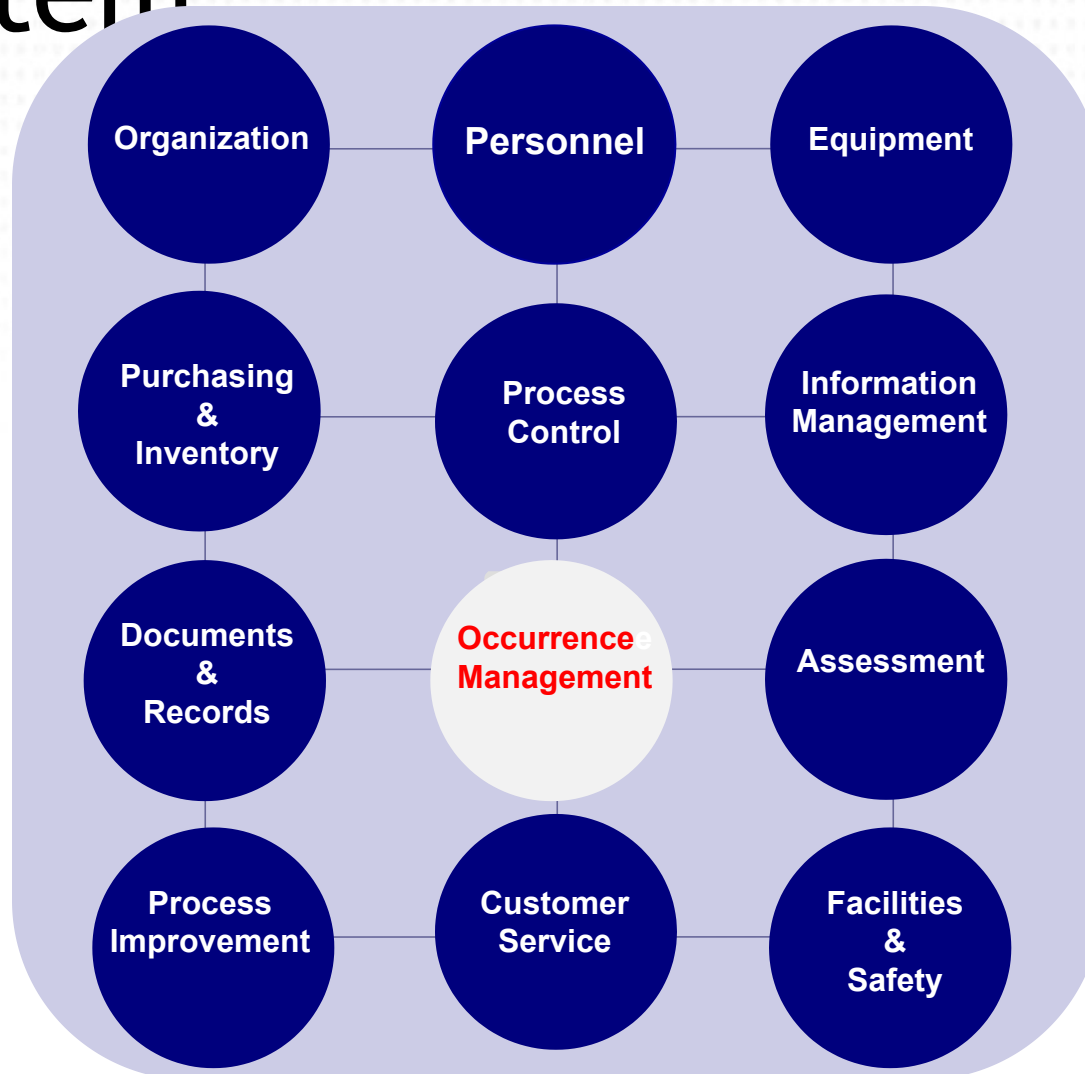 tem
Organization
Personnel
Equipment
Purchasing
&
Inventory
Process
Control
Information
Management
Documents
&
Records
Occurrence
Management
Assessment
Process
Improvement
Customer
Service
Facilities
&
Safety